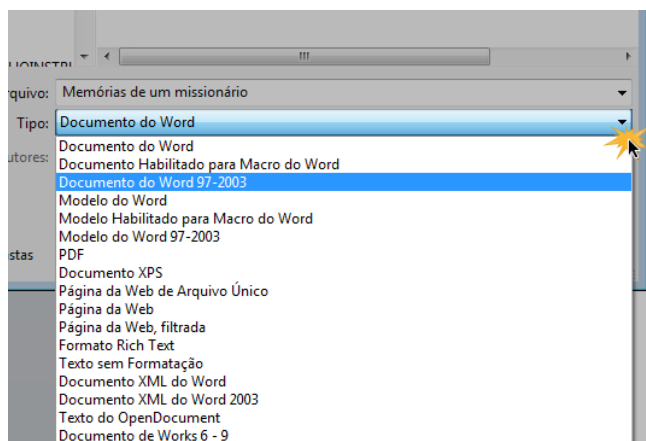 rquivo: Memórias de um missionário
Tipo: Documento do Word
utores:
Documento do Word
Documento Habilitado para Macro do Word
Documento do Word 97-2003
Modelo do Word
Modelo Habilitado para Macro do Word
Modelo do Word 97-2003
stas
PDF
Documento XPS
Página da Web de Arquivo Único
Página da Web
Página da Web, filtrada
Formato Rich Text
Texto sem Formatação
Documento XML do Word
Documento XML do Word 2003
Texto do OpenDocument
Documento de Works 6 - 9